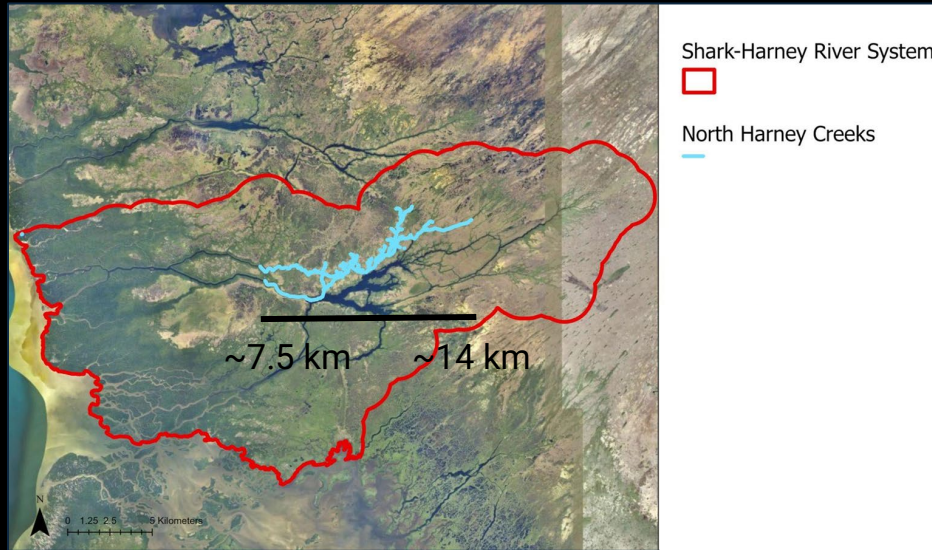 Shark-Harney River System
North Harney Creeks
~7.5 km ~14 km
N
0 1.25 2.5 5 Kilometers